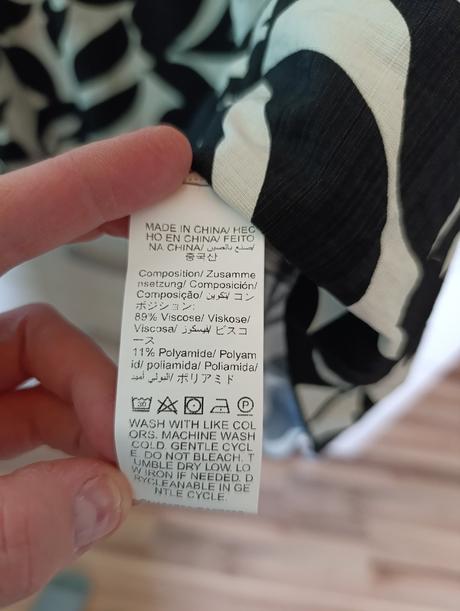 MADE IN CHINA/ HEC
HO EN CHINA/ FEITO
NA CHINA/ صنع بالصين/
중국산
Composition/ Zusamme
nsetzung/ Composición/
Composição/ تكوين/ コン
ポジション:
89% Viscose/ Viskose/
Viscosa/ فيسكوز/ ビスコ
ース
11% Polyamida/ Polyam
id/ poliamida/ Poliamida/
البولي أميد/ ポリアミド
WASH WITH LIKE COL
ORS. MACHINE WASH
COLD. GENTLE CYCL
E. DO NOT BLEACH. T
UMBLE DRY LOW. LO
W IRON IF NEEDED. D
RYCLEANABLE IN GE
NTLE CYCLE.